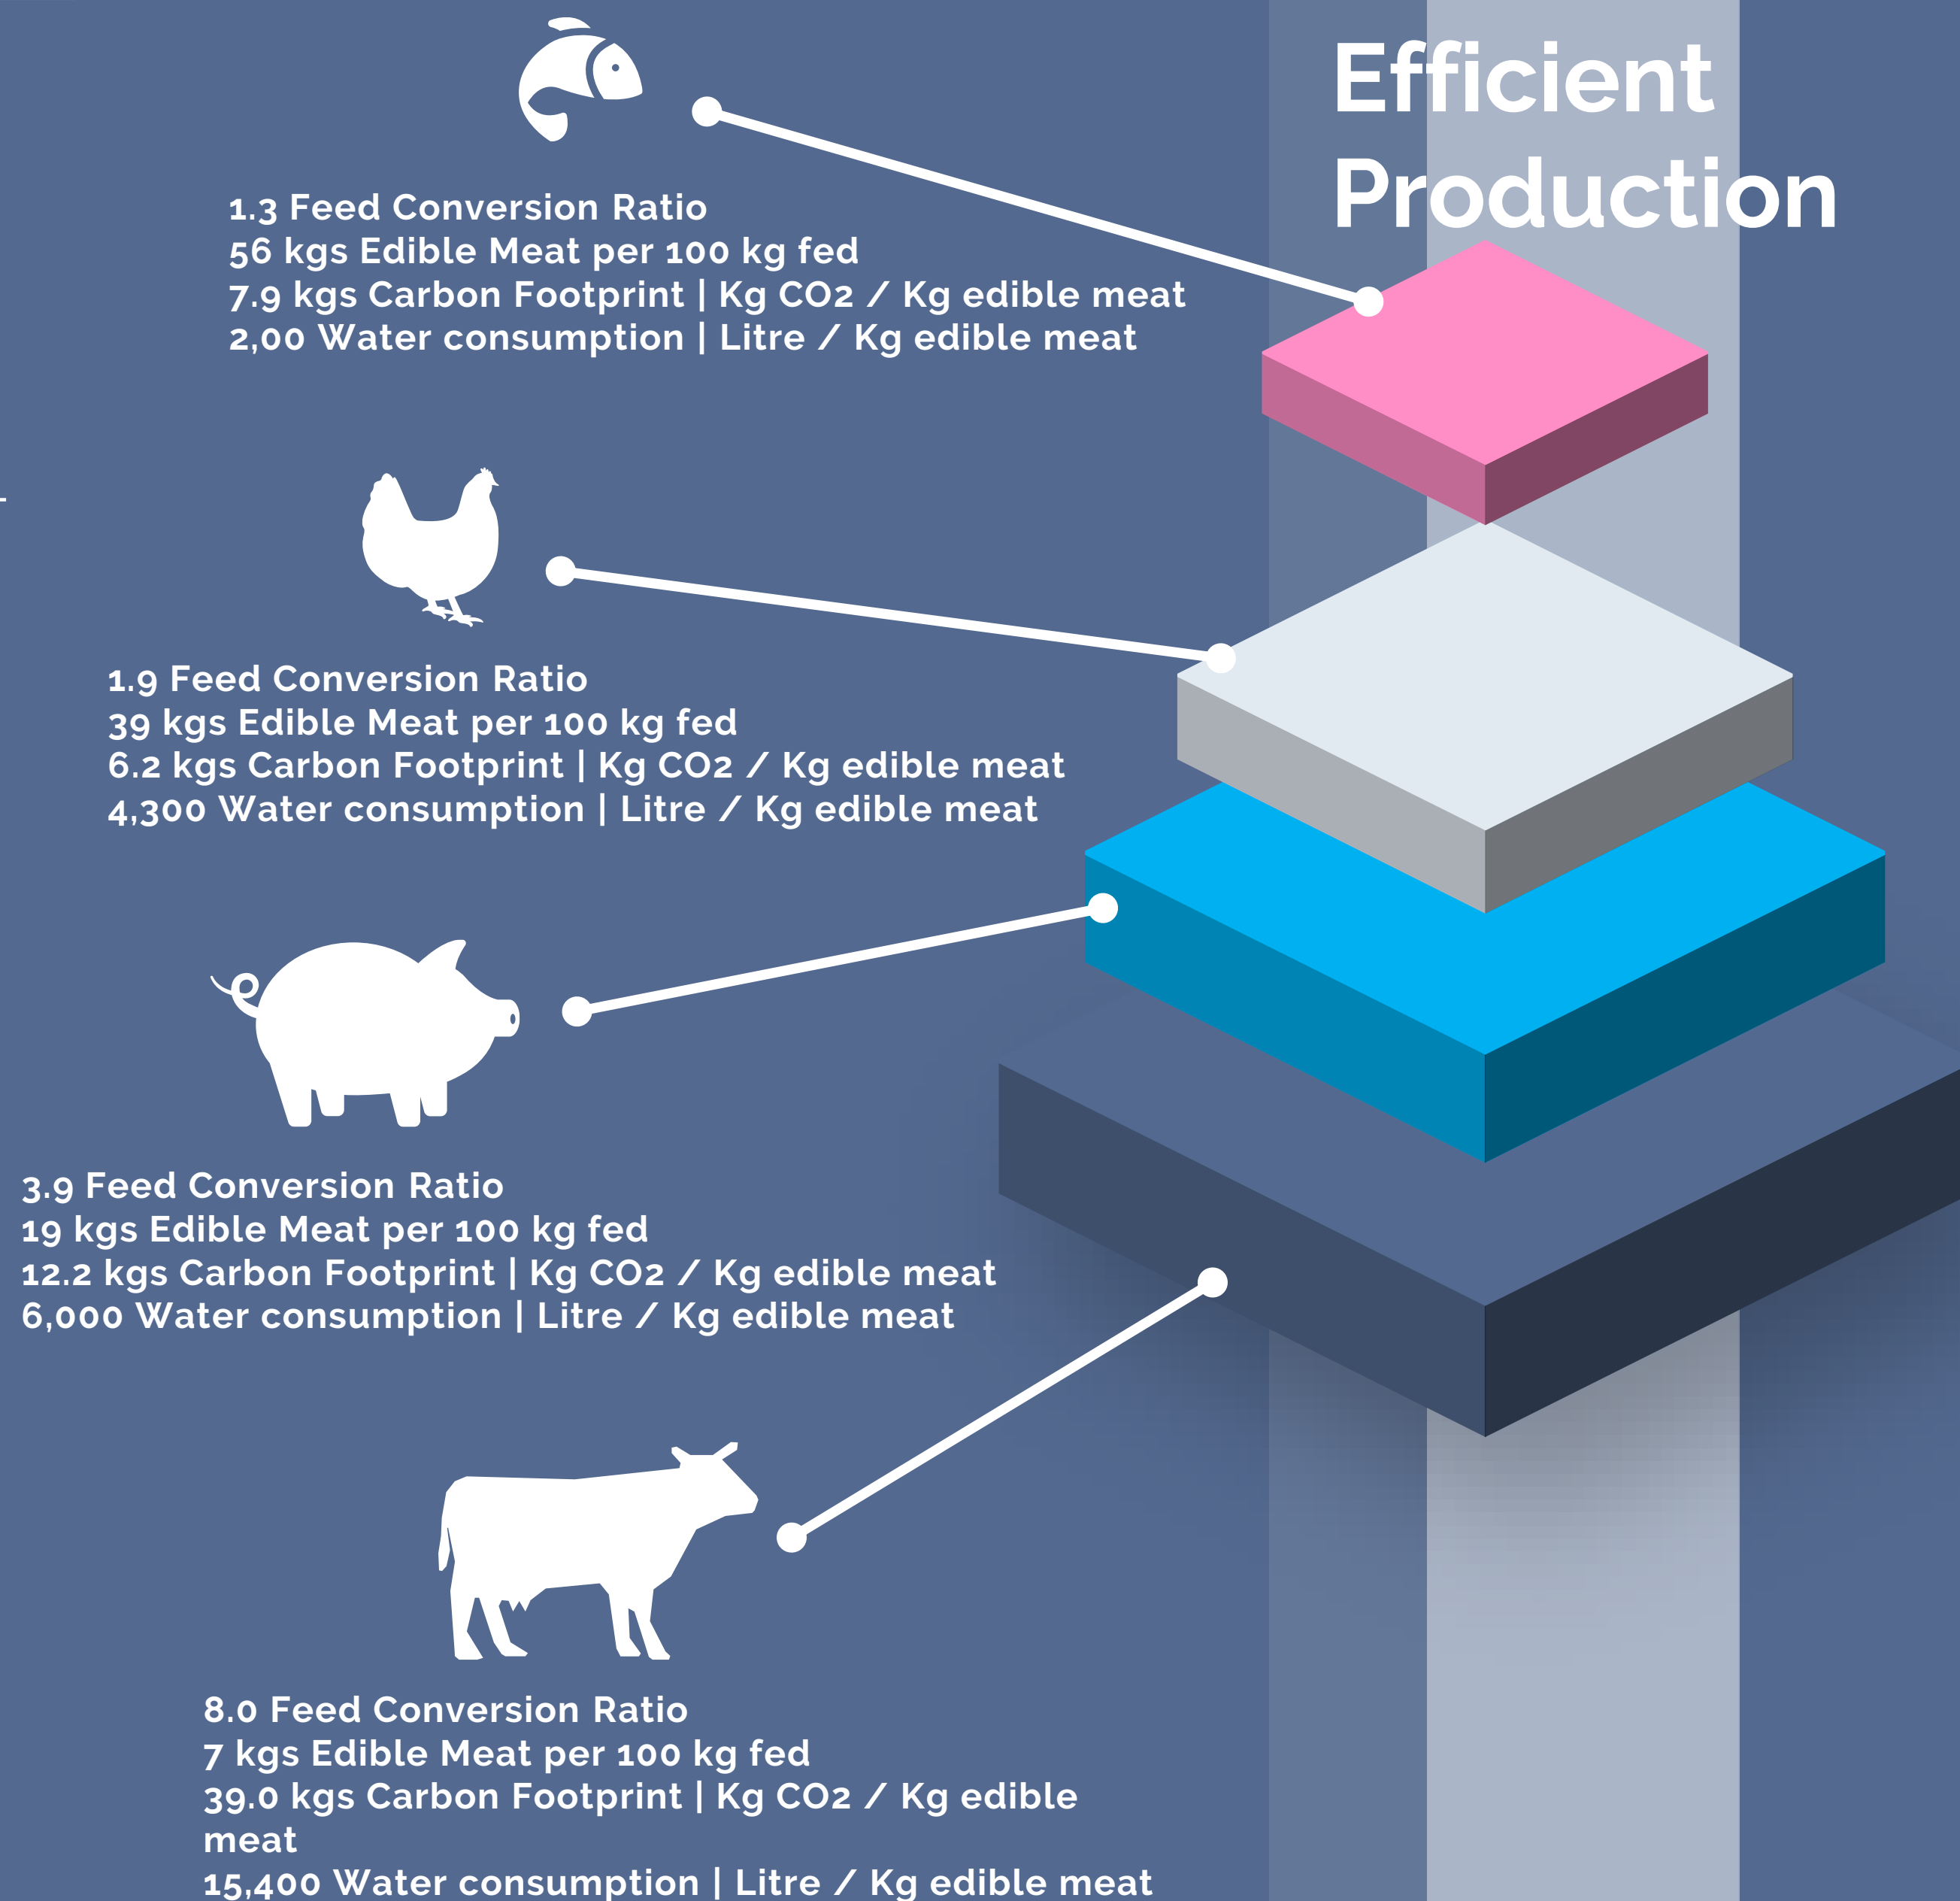 Efficient
Production
1.3 Feed Conversion Ratio
56 kgs Edible Meat per 100 kg fed
7.9 kgs Carbon Footprint | Kg CO2 / Kg edible meat
2,00 Water consumption | Litre / Kg edible meat
1.9 Feed Conversion Ratio
39 kgs Edible Meat per 100 kg fed
6.2 kgs Carbon Footprint | Kg CO2 / Kg edible meat
4,300 Water consumption | Litre / Kg edible meat
3.9 Feed Conversion Ratio
19 kgs Edible Meat per 100 kg fed
12.2 kgs Carbon Footprint | Kg CO2 / Kg edible meat
6,000 Water consumption | Litre / Kg edible meat
8.0 Feed Conversion Ratio
7 kgs Edible Meat per 100 kg fed
39.0 kgs Carbon Footprint | Kg CO2 / Kg edible
meat
15,400 Water consumption | Litre / Kg edible meat